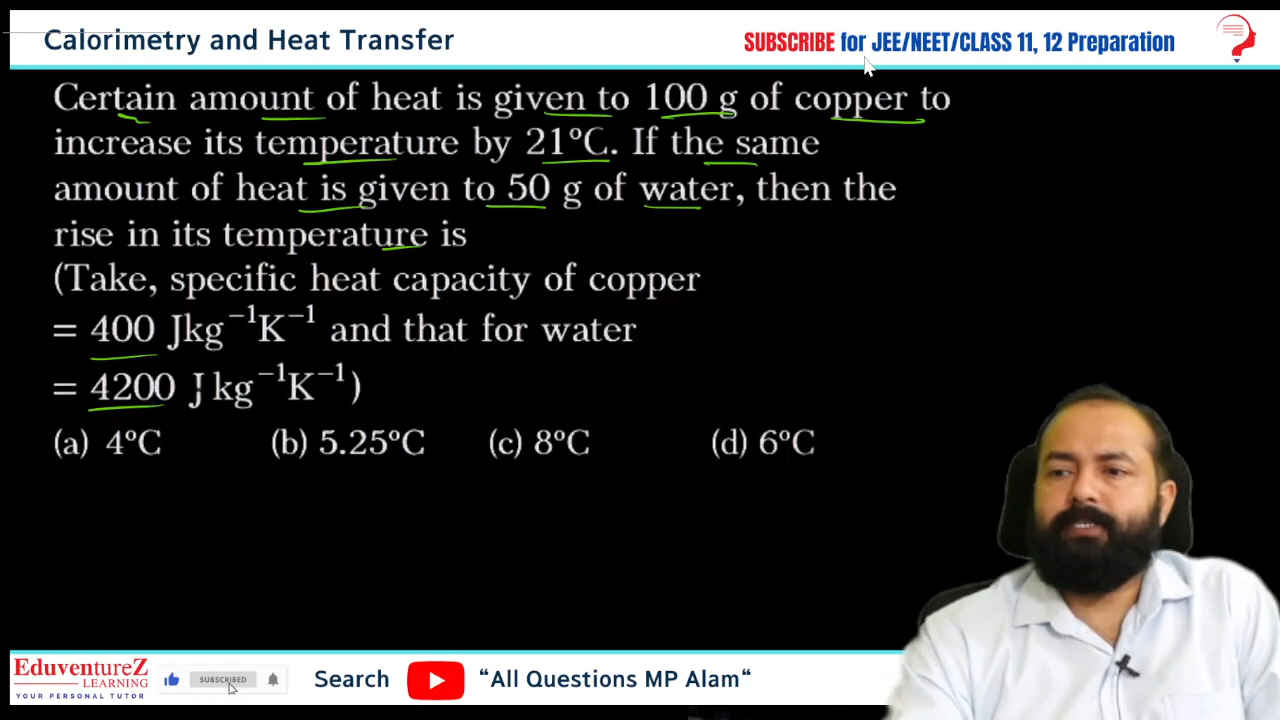 Calorimetry and Heat Transfer
SUBSCRIBE for JEE/NEET/CLASS 11, 12 Preparation
Certain amount of heat is given to 100 g of copper to
increase its temperature by 21°C. If the same
amount of heat is given to 50 g of water, then the
rise in its temperature is
(Take, specific heat capacity of copper
= 400 Jkg⁻¹K⁻¹ and that for water
= 4200 J kg⁻¹K⁻¹)
(a) 4°C (b) 5.25°C (c) 8°C (d) 6°C
EduventureZ
LEARNING
YOUR PERSONAL TUTOR
SUBSCRIBED
Search
“All Questions MP Alam“